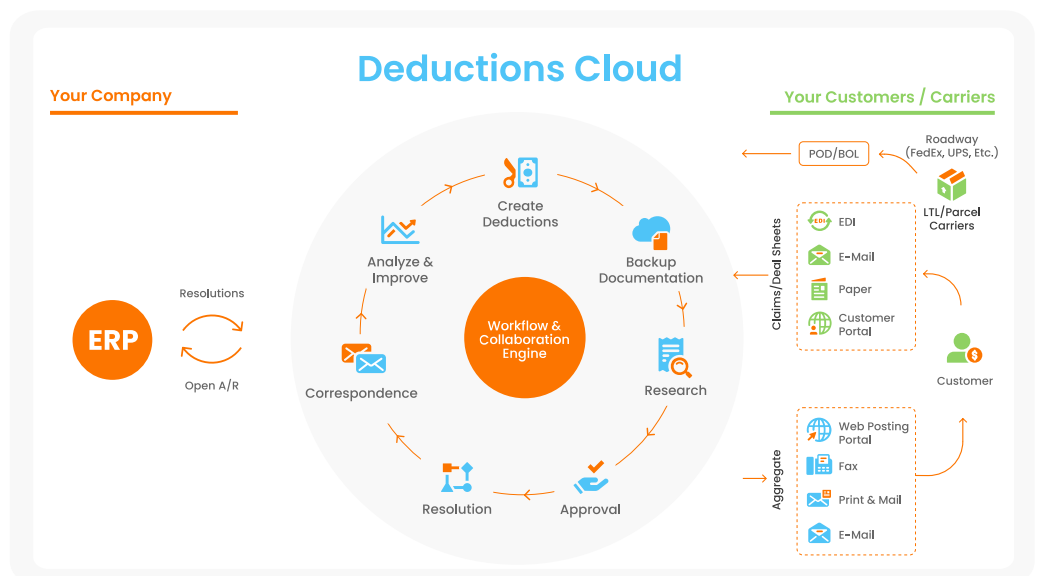 Deductions Cloud
Your Company
Your Customers / Carriers
POD/BOL
Roadway
(FedEx, UPS, Etc.)
LTL/Parcel
Carriers
Create
Deductions
Analyze &
Improve
Backup
Documentation
Workflow &
Collaboration
Engine
Research
Correspondence
Resolution
Approval
Resolutions
ERP
Open A/R
Claims/Deal Sheets
EDI
EDI
E-Mail
Paper
Customer
Portal
$
Customer
Aggregate
Web Posting
Portal
Fax
Print & Mail
E-Mail